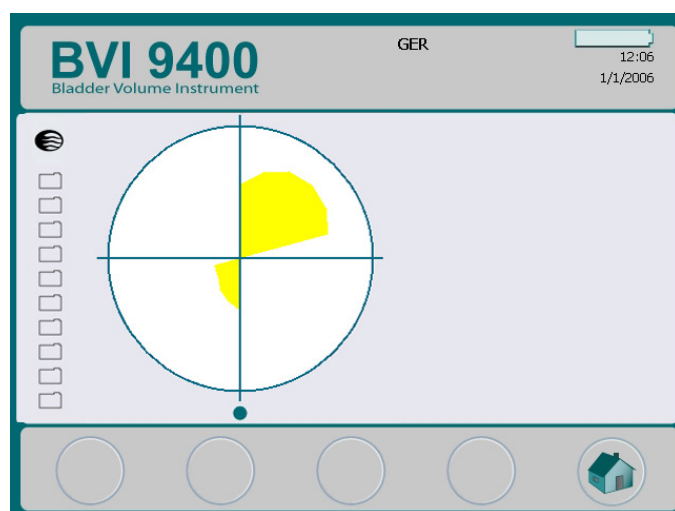 BVI 9400
Bladder Volume Instrument
GER
12:06
1/1/2006